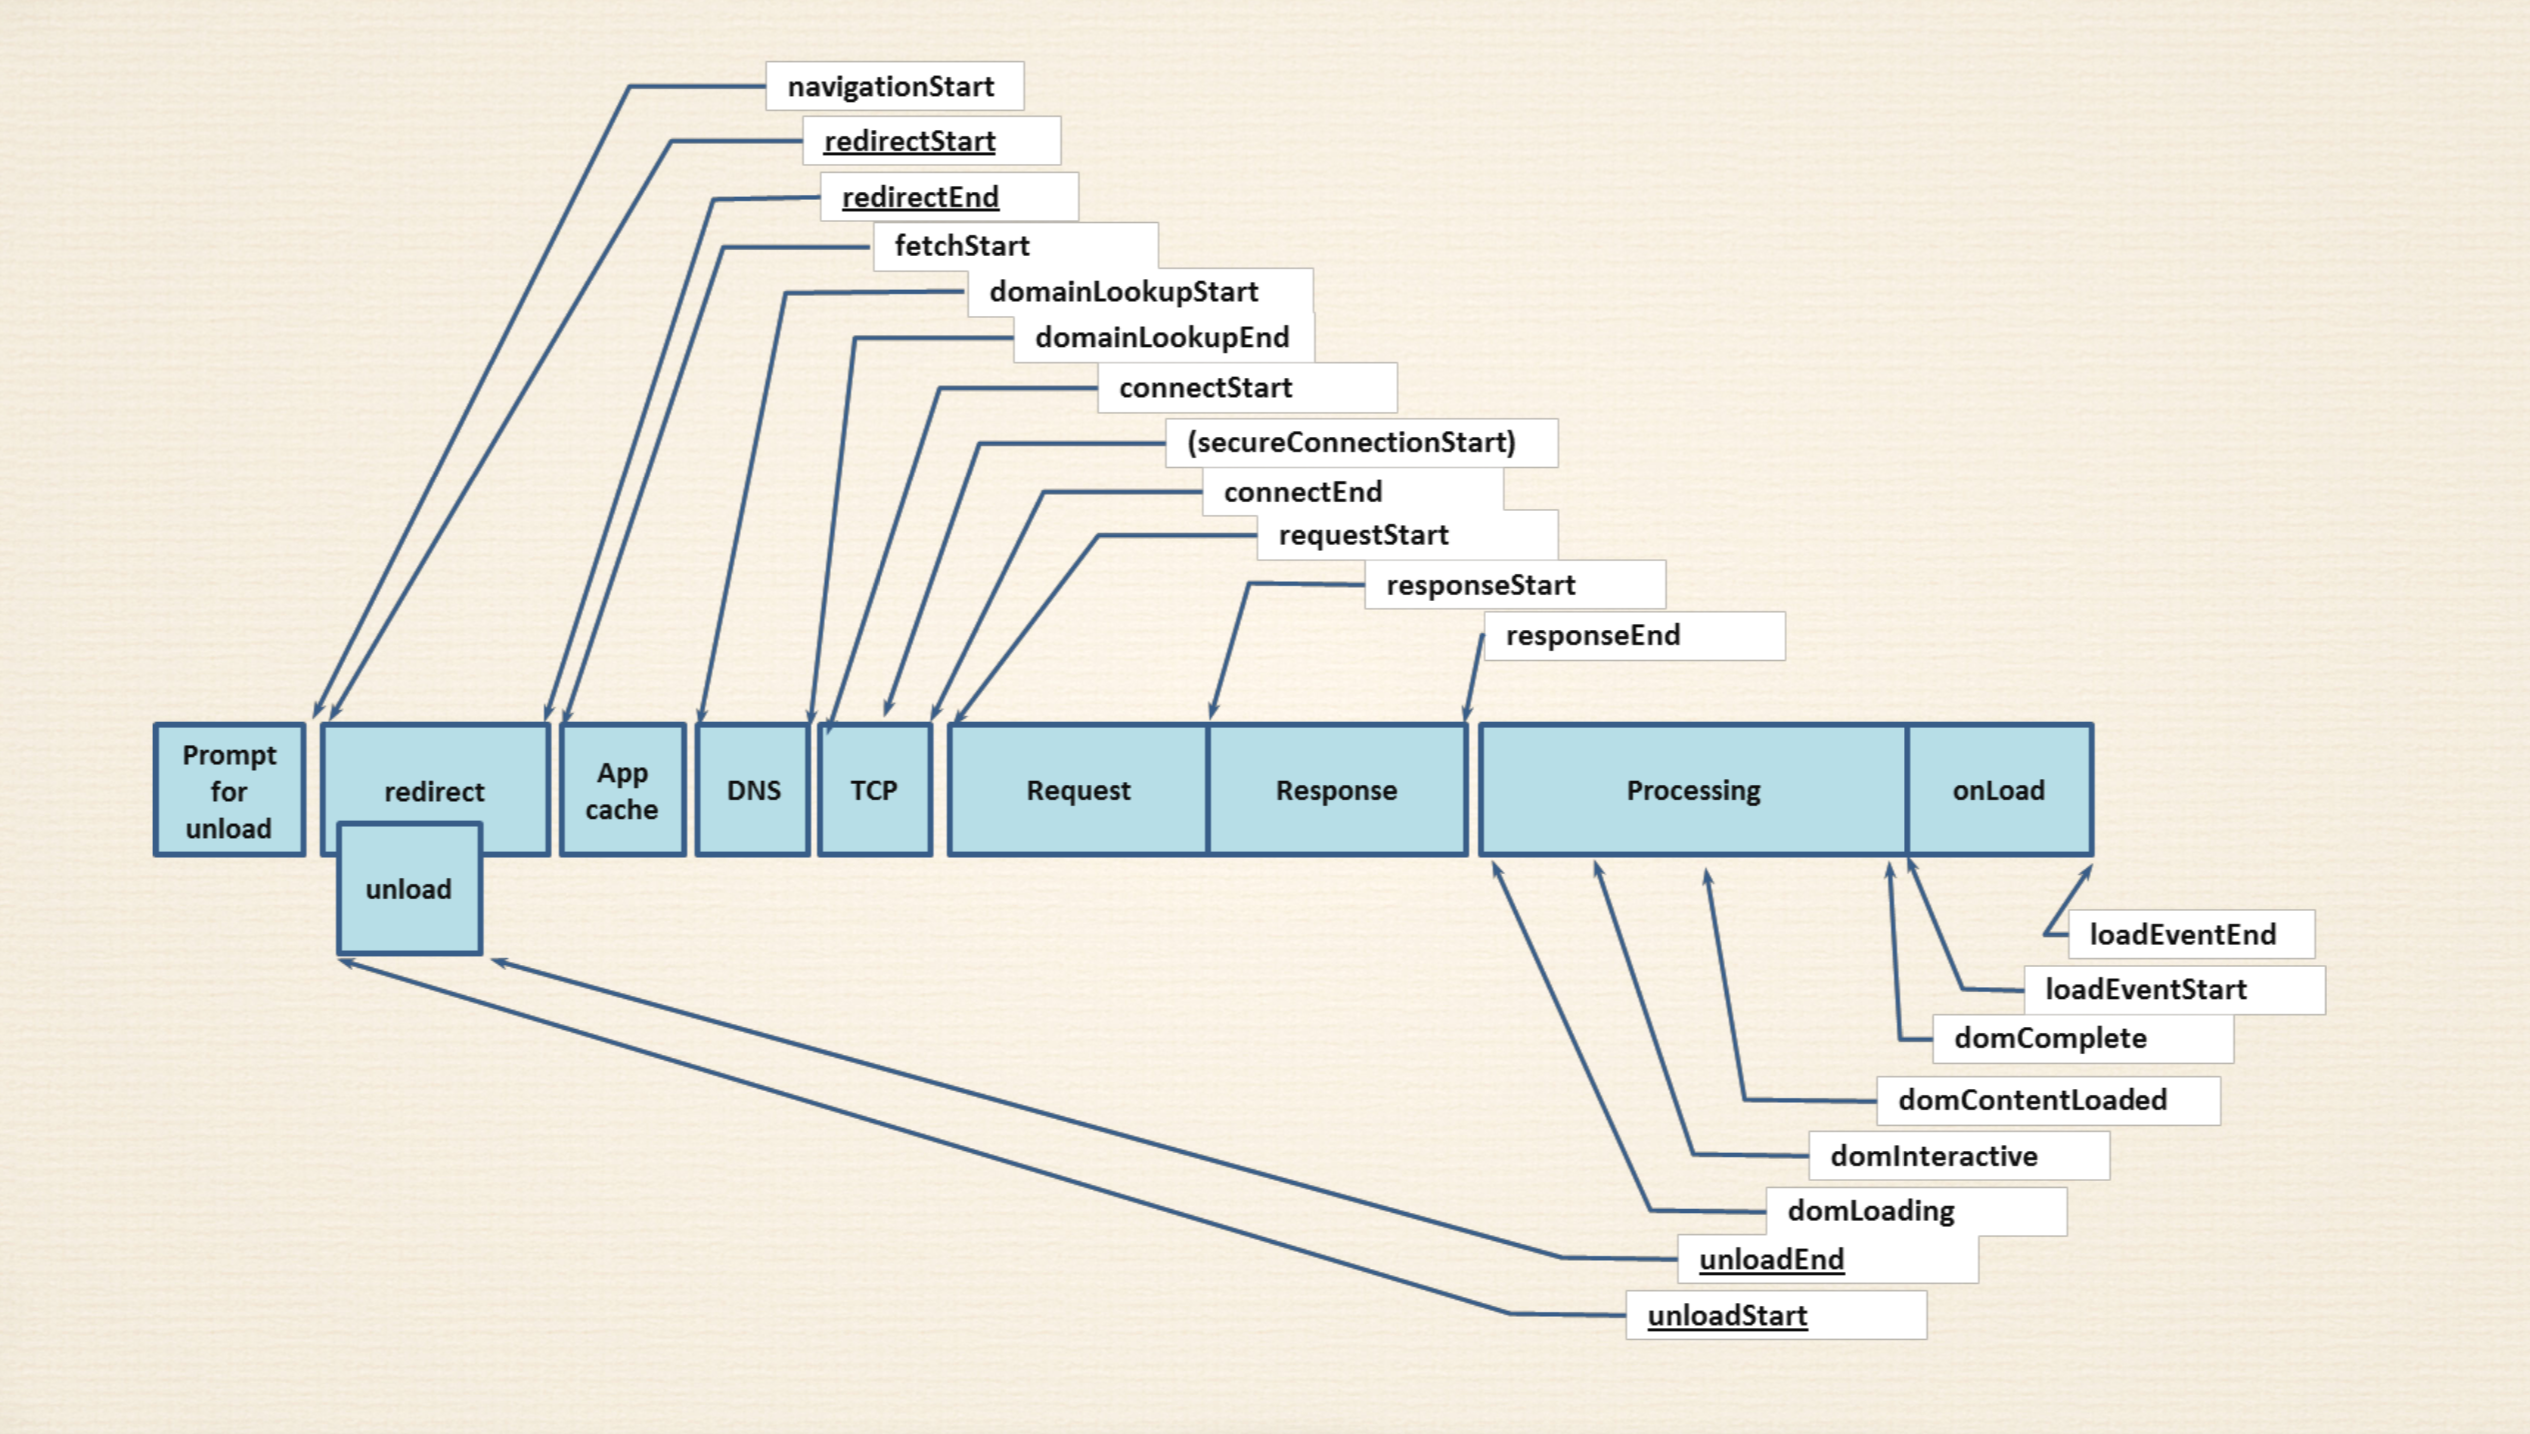 navigationStart
redirectStart
redirectEnd
fetchStart
domainLookupStart
domainLookupEnd
connectStart
(secureConnectionStart)
connectEnd
requestStart
responseStart
responseEnd
Prompt
for
unload
redirect
unload
App
cache
DNS
TCP
Request
Response
Processing
onLoad
loadEventEnd
loadEventStart
domComplete
domContentLoaded
domInteractive
domLoading
unloadEnd
unloadStart